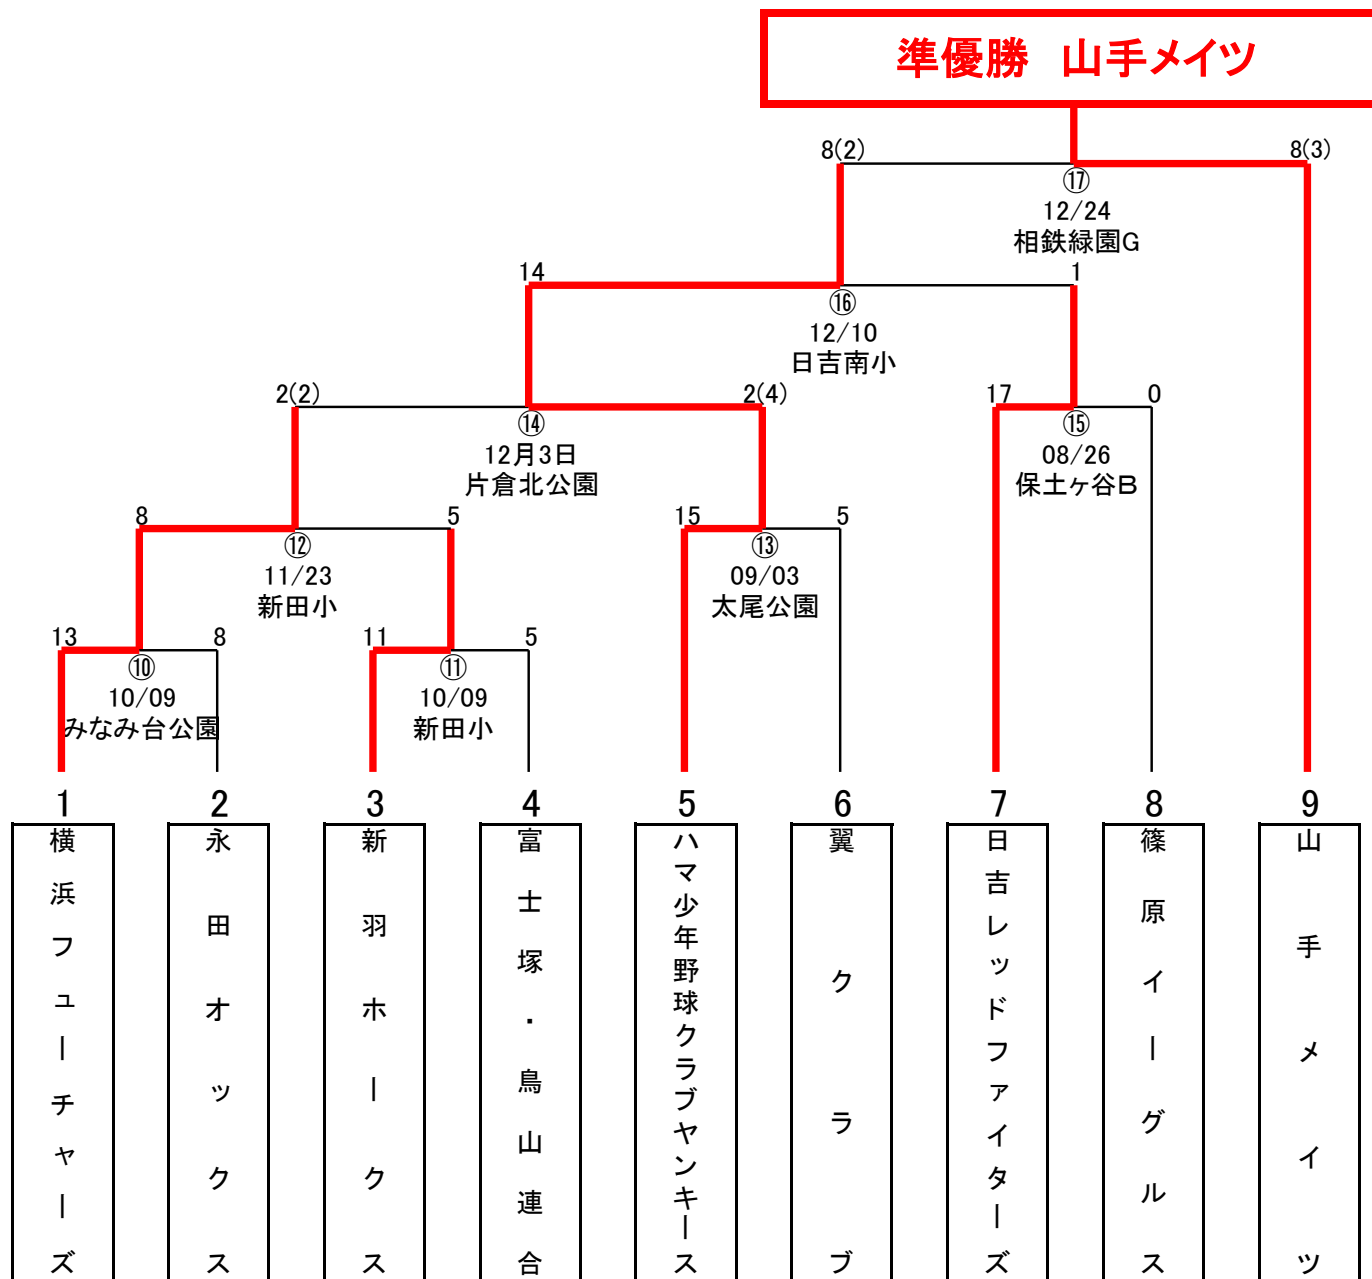 準優勝 山手メイツ
8(2)
8(3)
⑰
12/24
相鉄緑園G
14
1
⑯
12/10
日吉南小
2(2)
2(4)
17
0
⑭
12月3日
片倉北公園
⑮
08/26
保土ヶ谷B
8
5
15
5
⑫
11/23
新田小
⑬
09/03
太尾公園
13
8
11
5
⑩
10/09
みなみ台公園
⑪
10/09
新田小
1
2
3
4
5
6
7
8
9
横浜フューチャーズ
永田オックス
新羽ホークス
富士塚・鳥山連合
ハマ少年野球クラブヤンキース
翼クラブ
日吉レッドファイターズ
篠原イーグルス
山手メイツ